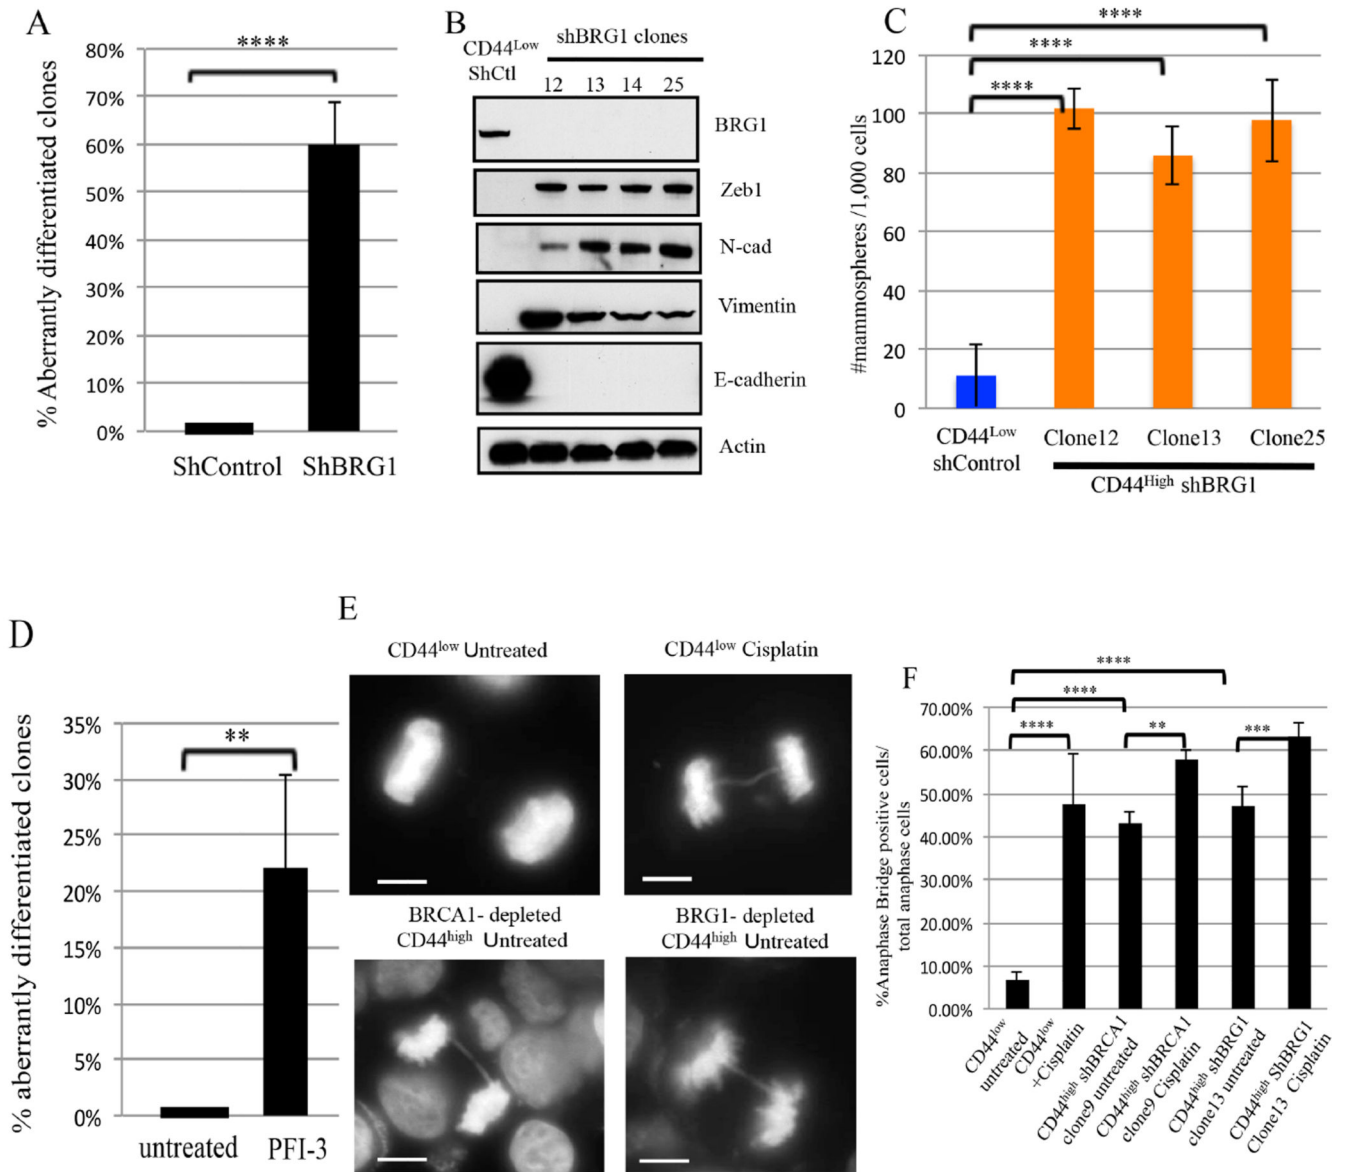 A
% Aberrantly differentiated clones
80%
70%
60%
50%
40%
30%
20%
10%
0%
****
ShControl ShBRG1
B
CD44Low
ShCtl
shBRG1 clones
12 13 14 25
BRG1
Zeb1
N-cad
Vimentin
E-cadherin
Actin
C
#mammospheres /1,000 cells
120
100
80
60
40
20
0
****
****
****
CD44Low
shControl
Clone12 Clone13 Clone25
CD44High shBRG1
D
% aberrantly differentiated clones
35%
30%
25%
20%
15%
10%
5%
0%
**
untreated PFI-3
E
CD44low Untreated
CD44low Cisplatin
BRCA1- depleted
CD44high Untreated
BRG1- depleted
CD44high Untreated
F
%Anaphase Bridge positive cells/
total anaphase cells
70.00%
60.00%
50.00%
40.00%
30.00%
20.00%
10.00%
0.00%
****
****
****
**
***
CD44low
untreated
CD44low
+Cisplatin
CD44high shBRCA1
clone9 untreated
CD44high shBRCA1
clone9 Cisplatin
CD44high shBRG1
clone13 untreated
CD44high ShBRG1
Clone13 Cisplatin